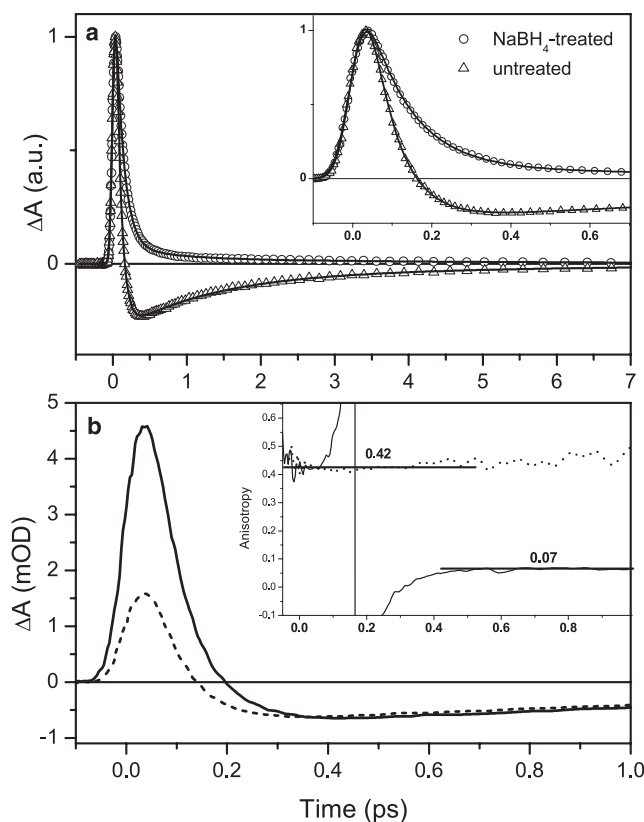 a
1
0
ΔA (a.u.)
0 1 2 3 4 5 6 7
1
0
0.0 0.2 0.4 0.6
NaBH4-treated
untreated
b
5
4
3
2
1
0
-1
ΔA (mOD)
0.0 0.2 0.4 0.6 0.8 1.0
Time (ps)
0.6
0.5
0.4
0.3
0.2
0.1
0.0
-0.1
Anisotropy
0.42
0.07
0.0 0.2 0.4 0.6 0.8